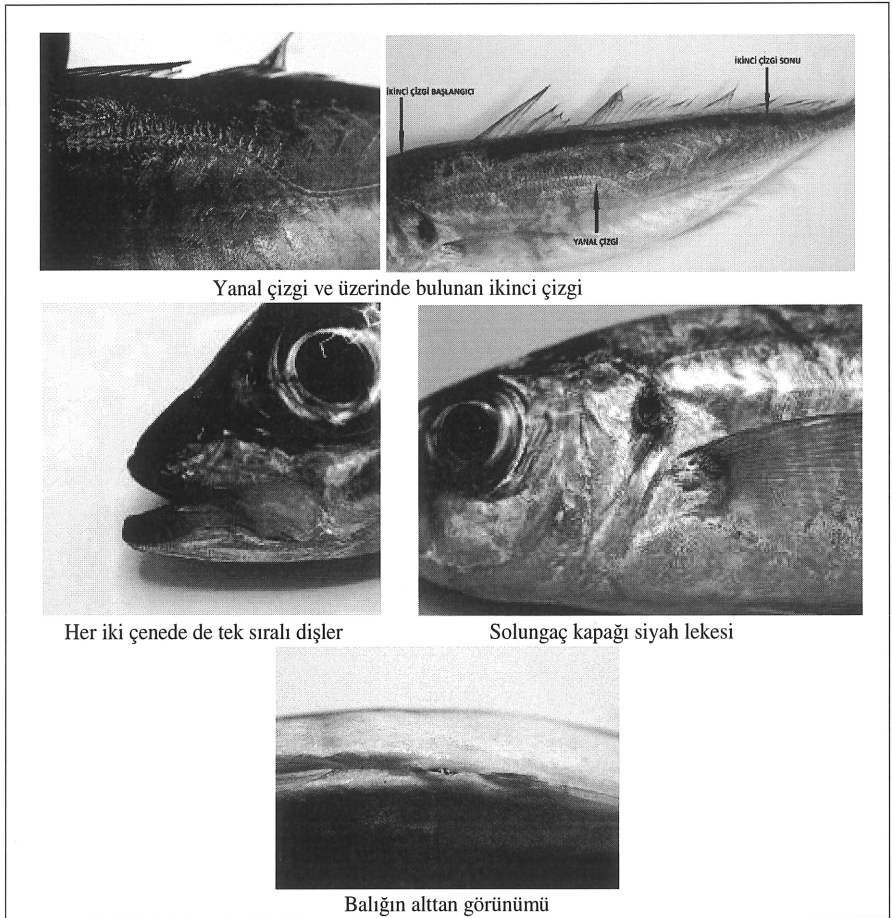 İKİNCİ ÇİZGİ SONU
İKİNCİ ÇİZGİ BAŞLANGICI
YANAL ÇİZGİ
Yanal çizgi ve üzerinde bulunan ikinci çizgi
Her iki çenede de tek sıralı dişler
Solungaç kapağı siyah lekesi
Balığın alttan görünümü